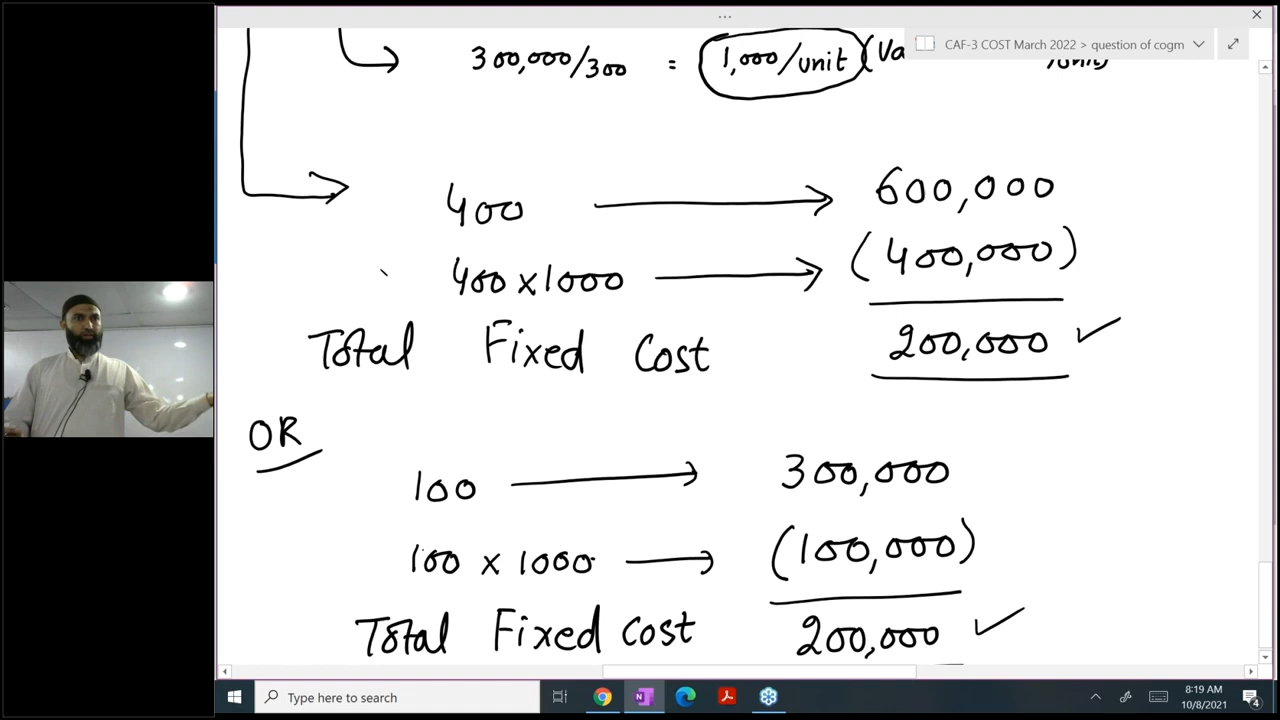 CAF-3 COST March 2022 > question of cogm
300,000/300 = 1,000/unit
400 → 600,000
400 x 1000 → (400,000)
Total Fixed Cost 200,000 ✓
OR
100 → 300,000
100 x 1000 → (100,000)
Total Fixed Cost 200,000 ✓
Type here to search
8:19 AM
10/8/2021
4